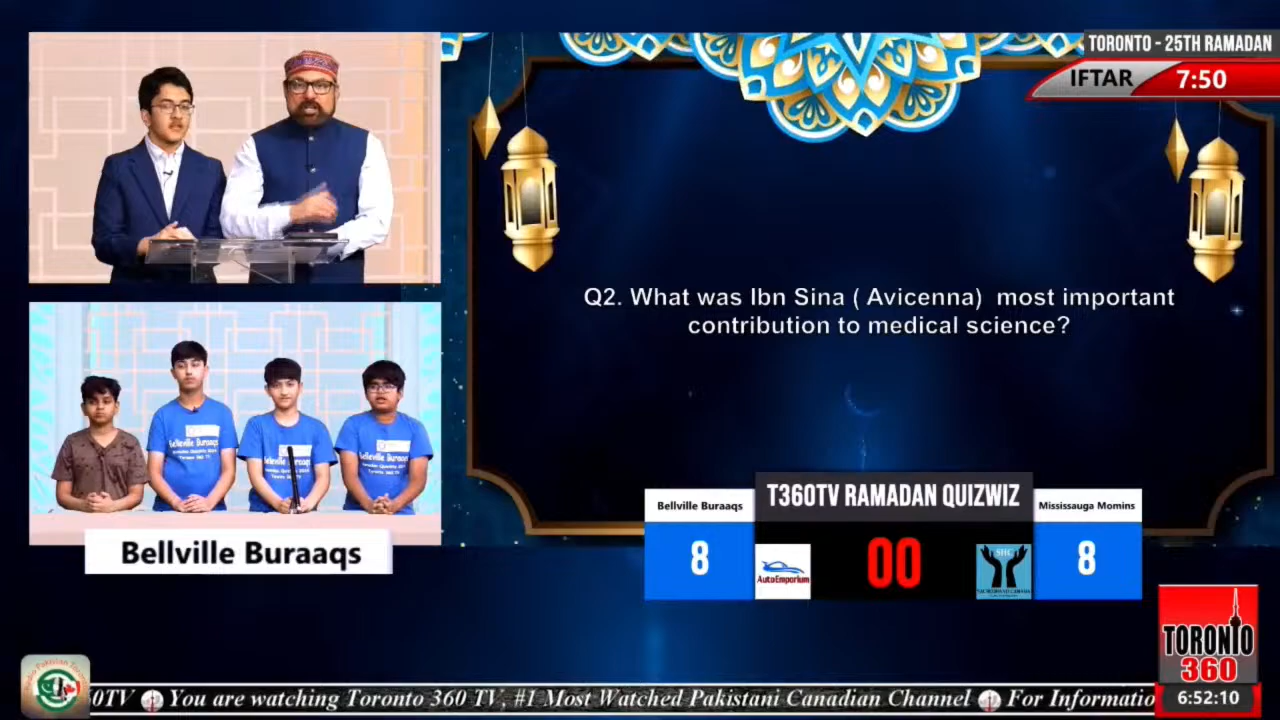 TORONTO - 25TH RAMADAN
IFTAR 7:50
Q2. What was Ibn Sina ( Avicenna)  most important
contribution to medical science?
Bellville Buraaqs
Bellville Buraaqs
T360TV RAMADAN QUIZWIZ
Mississauga Momins
8
AutoEmporium
00
SHC
8
TORONTO
360
6:52:10
0TV You are watching Toronto 360 TV, #1 Most Watched Pakistani Canadian Channel For Informatio